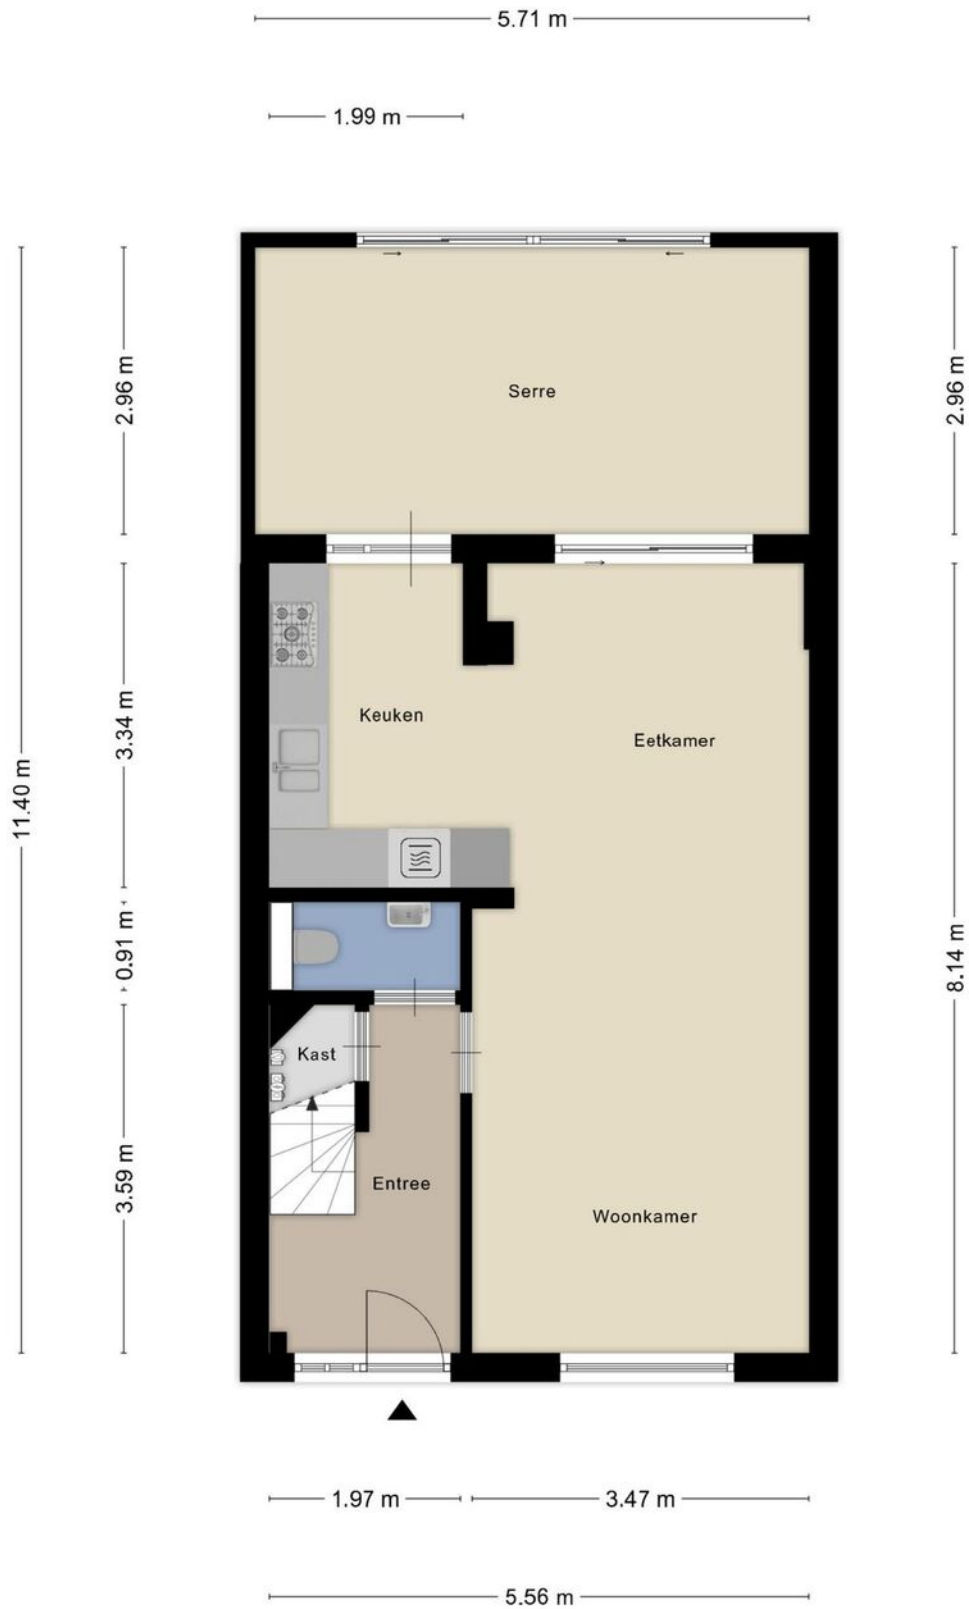 5.71 m
1.99 m
Serre
2.96 m
2.96 m
Keuken
Eetkamer
3.34 m
11.40 m
0.91 m
8.14 m
Kast
3.59 m
Entree
Woonkamer
1.97 m
3.47 m
5.56 m